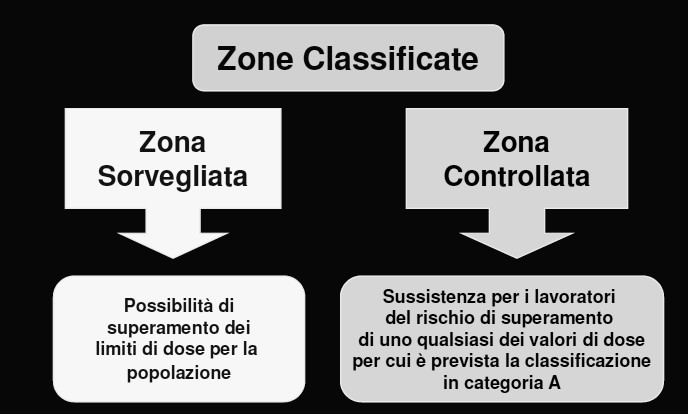 Zone Classificate
Zona
Sorvegliata
Zona
Controllata
Possibilità di
superamento dei
limiti di dose per la
popolazione
Sussistenza per i lavoratori
del rischio di superamento
di uno qualsiasi dei valori di dose
per cui è prevista la classificazione
in categoria A